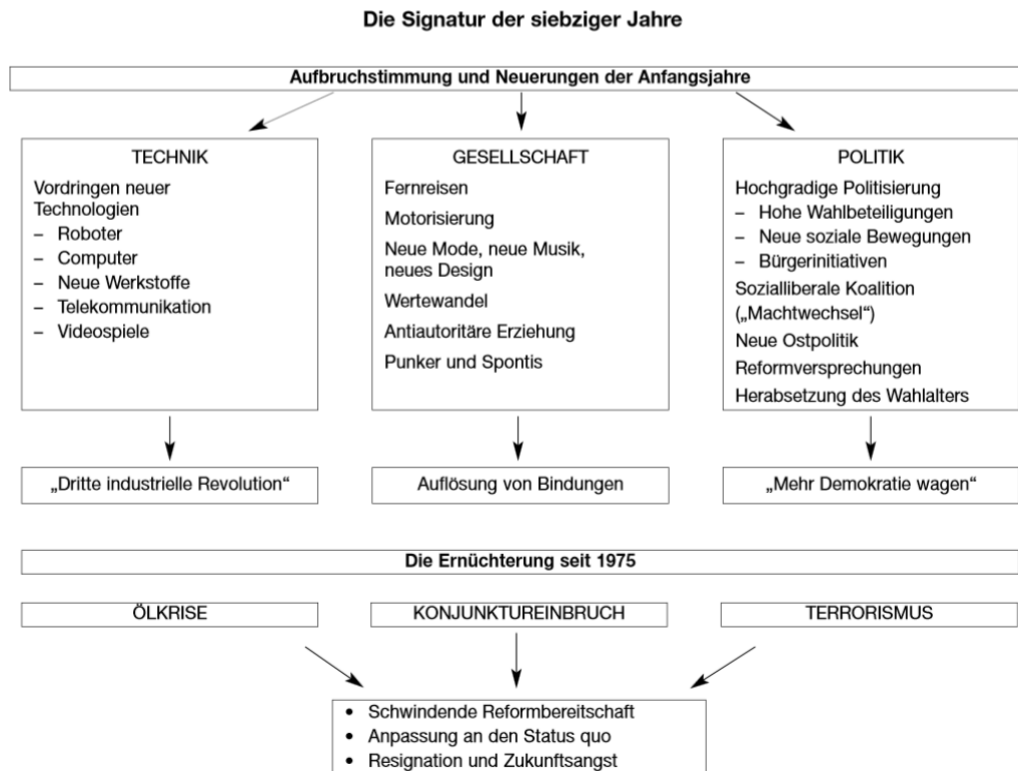 Die Signatur der siebziger Jahre
Aufbruchstimmung und Neuerungen der Anfangsjahre
TECHNIK
Vordringen neuer
Technologien
– Roboter
– Computer
– Neue Werkstoffe
– Telekommunikation
– Videospiele
GESELLSCHAFT
Fernreisen
Motorisierung
Neue Mode, neue Musik,
neues Design
Wertewandel
Antiautoritäre Erziehung
Punker und Spontis
POLITIK
Hochgradige Politisierung
– Hohe Wahlbeteiligungen
– Neue soziale Bewegungen
– Bürgerinitiativen
Sozialliberale Koalition
(„Machtwechsel“)
Neue Ostpolitik
Reformversprechungen
Herabsetzung des Wahlalters
„Dritte industrielle Revolution“
Auflösung von Bindungen
„Mehr Demokratie wagen“
Die Ernüchterung seit 1975
ÖLKRISE
KONJUNKTUREINBRUCH
TERRORISMUS
• Schwindende Reformbereitschaft
• Anpassung an den Status quo
• Resignation und Zukunftsangst